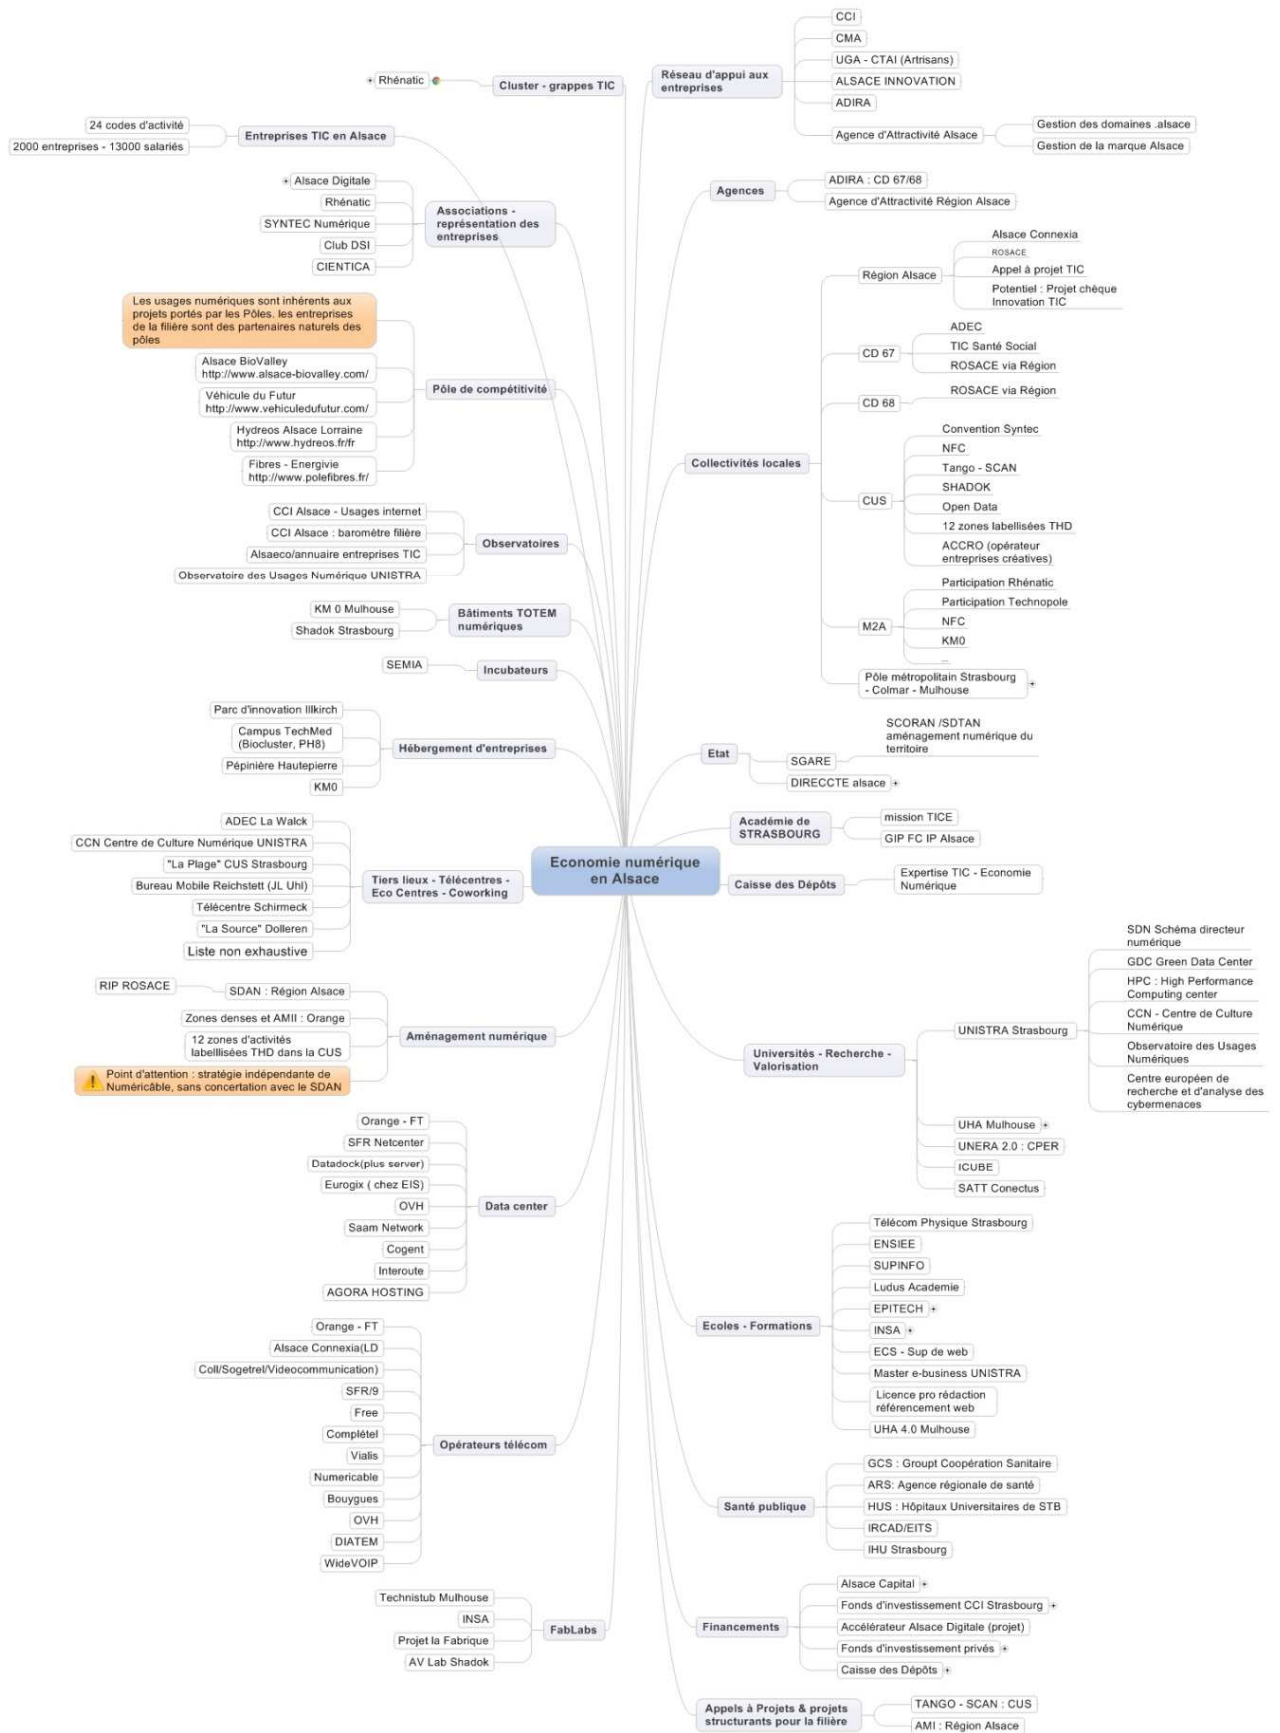 Economie numérique
en Alsace
Cluster - grappes TIC
Rhénatic
Entreprises TIC en Alsace
24 codes d'activité
2000 entreprises - 13000 salariés
Associations -
représentation des
entreprises
Alsace Digitale
Rhénatic
SYNTEC Numérique
Club DSI
CIENTICA
Pôle de compétitivité
Les usages numériques sont inhérents aux
projets portés par les Pôles. les entreprises
de la filière sont des partenaires naturels des
pôles
Alsace BioValley
http://www.alsace-biovalley.com/
Véhicule du Futur
http://www.vehiculedufutur.com/
Hydreos Alsace Lorraine
http://www.hydreos.fr/fr
Fibres - Energivie
http://www.polefibres.fr/
Observatoires
CCI Alsace - Usages internet
CCI Alsace : baromètre filière
Alsaeco/annuaire entreprises TIC
Observatoire des Usages Numérique UNISTRA
Bâtiments TOTEM
numériques
KM 0 Mulhouse
Shadok Strasbourg
Incubateurs
SEMIA
Hébergement d'entreprises
Parc d'innovation Illkirch
Campus TechMed
(Biocluster, PH8)
Pépinière Hautepierre
KM0
Tiers lieux - Télécentres -
Eco Centres - Coworking
ADEC La Walck
CCN Centre de Culture Numérique UNISTRA
"La Plage" CUS Strasbourg
Bureau Mobile Reichstett (JL Uhl)
Télécentre Schirmeck
"La Source" Dolleren
Liste non exhaustive
Aménagement numérique
SDAN : Région Alsace
RIP ROSACE
Zones denses et AMII : Orange
12 zones d'activités
labelllisées THD dans la CUS
Point d'attention : stratégie indépendante de
Numéricâble, sans concertation avec le SDAN
Data center
Orange - FT
SFR Netcenter
Datadock(plus server)
Eurogix ( chez EIS)
OVH
Saam Network
Cogent
Interoute
AGORA HOSTING
Opérateurs télécom
Orange - FT
Alsace Connexia(LD
Coll/Sogetrel/Videocommunication)
SFR/9
Free
Complétel
Vialis
Numericable
Bouygues
OVH
DIATEM
WideVOIP
FabLabs
Technistub Mulhouse
INSA
Projet la Fabrique
AV Lab Shadok
Réseau d'appui aux
entreprises
CCI
CMA
UGA - CTAI (Artrisans)
ALSACE INNOVATION
ADIRA
Agence d'Attractivité Alsace
Gestion des domaines .alsace
Gestion de la marque Alsace
Agences
ADIRA : CD 67/68
Agence d'Attractivité Région Alsace
Collectivités locales
Région Alsace
Alsace Connexia
ROSACE
Appel à projet TIC
Potentiel : Projet chèque
Innovation TIC
CD 67
ADEC
TIC Santé Social
ROSACE via Région
CD 68
ROSACE via Région
CUS
Convention Syntec
NFC
Tango - SCAN
SHADOK
Open Data
12 zones labellisées THD
ACCRO (opérateur
entreprises créatives)
M2A
Participation Rhénatic
Participation Technopole
NFC
KM0
...
Pôle métropolitain Strasbourg
- Colmar - Mulhouse
Etat
SGARE
SCORAN /SDTAN
aménagement numérique du
territoire
DIRECCTE alsace
Académie de
STRASBOURG
mission TICE
GIP FC IP Alsace
Caisse des Dépôts
Expertise TIC - Economie
Numérique
Universités - Recherche -
Valorisation
UNISTRA Strasbourg
SDN Schéma directeur
numérique
GDC Green Data Center
HPC : High Performance
Computing center
CCN - Centre de Culture
Numérique
Observatoire des Usages
Numériques
Centre européen de
recherche et d'analyse des
cybermenaces
UHA Mulhouse
UNERA 2.0 : CPER
ICUBE
SATT Conectus
Ecoles - Formations
Télécom Physique Strasbourg
ENSIEE
SUPINFO
Ludus Academie
EPITECH
INSA
ECS - Sup de web
Master e-business UNISTRA
Licence pro rédaction
référencement web
UHA 4.0 Mulhouse
Santé publique
GCS : Groupt Coopération Sanitaire
ARS: Agence régionale de santé
HUS : Hôpitaux Universitaires de STB
IRCAD/EITS
IHU Strasbourg
Financements
Alsace Capital
Fonds d'investissement CCI Strasbourg
Accélérateur Alsace Digitale (projet)
Fonds d'investissement privés
Caisse des Dépôts
Appels à Projets & projets
structurants pour la filière
TANGO - SCAN : CUS
AMI : Région Alsace